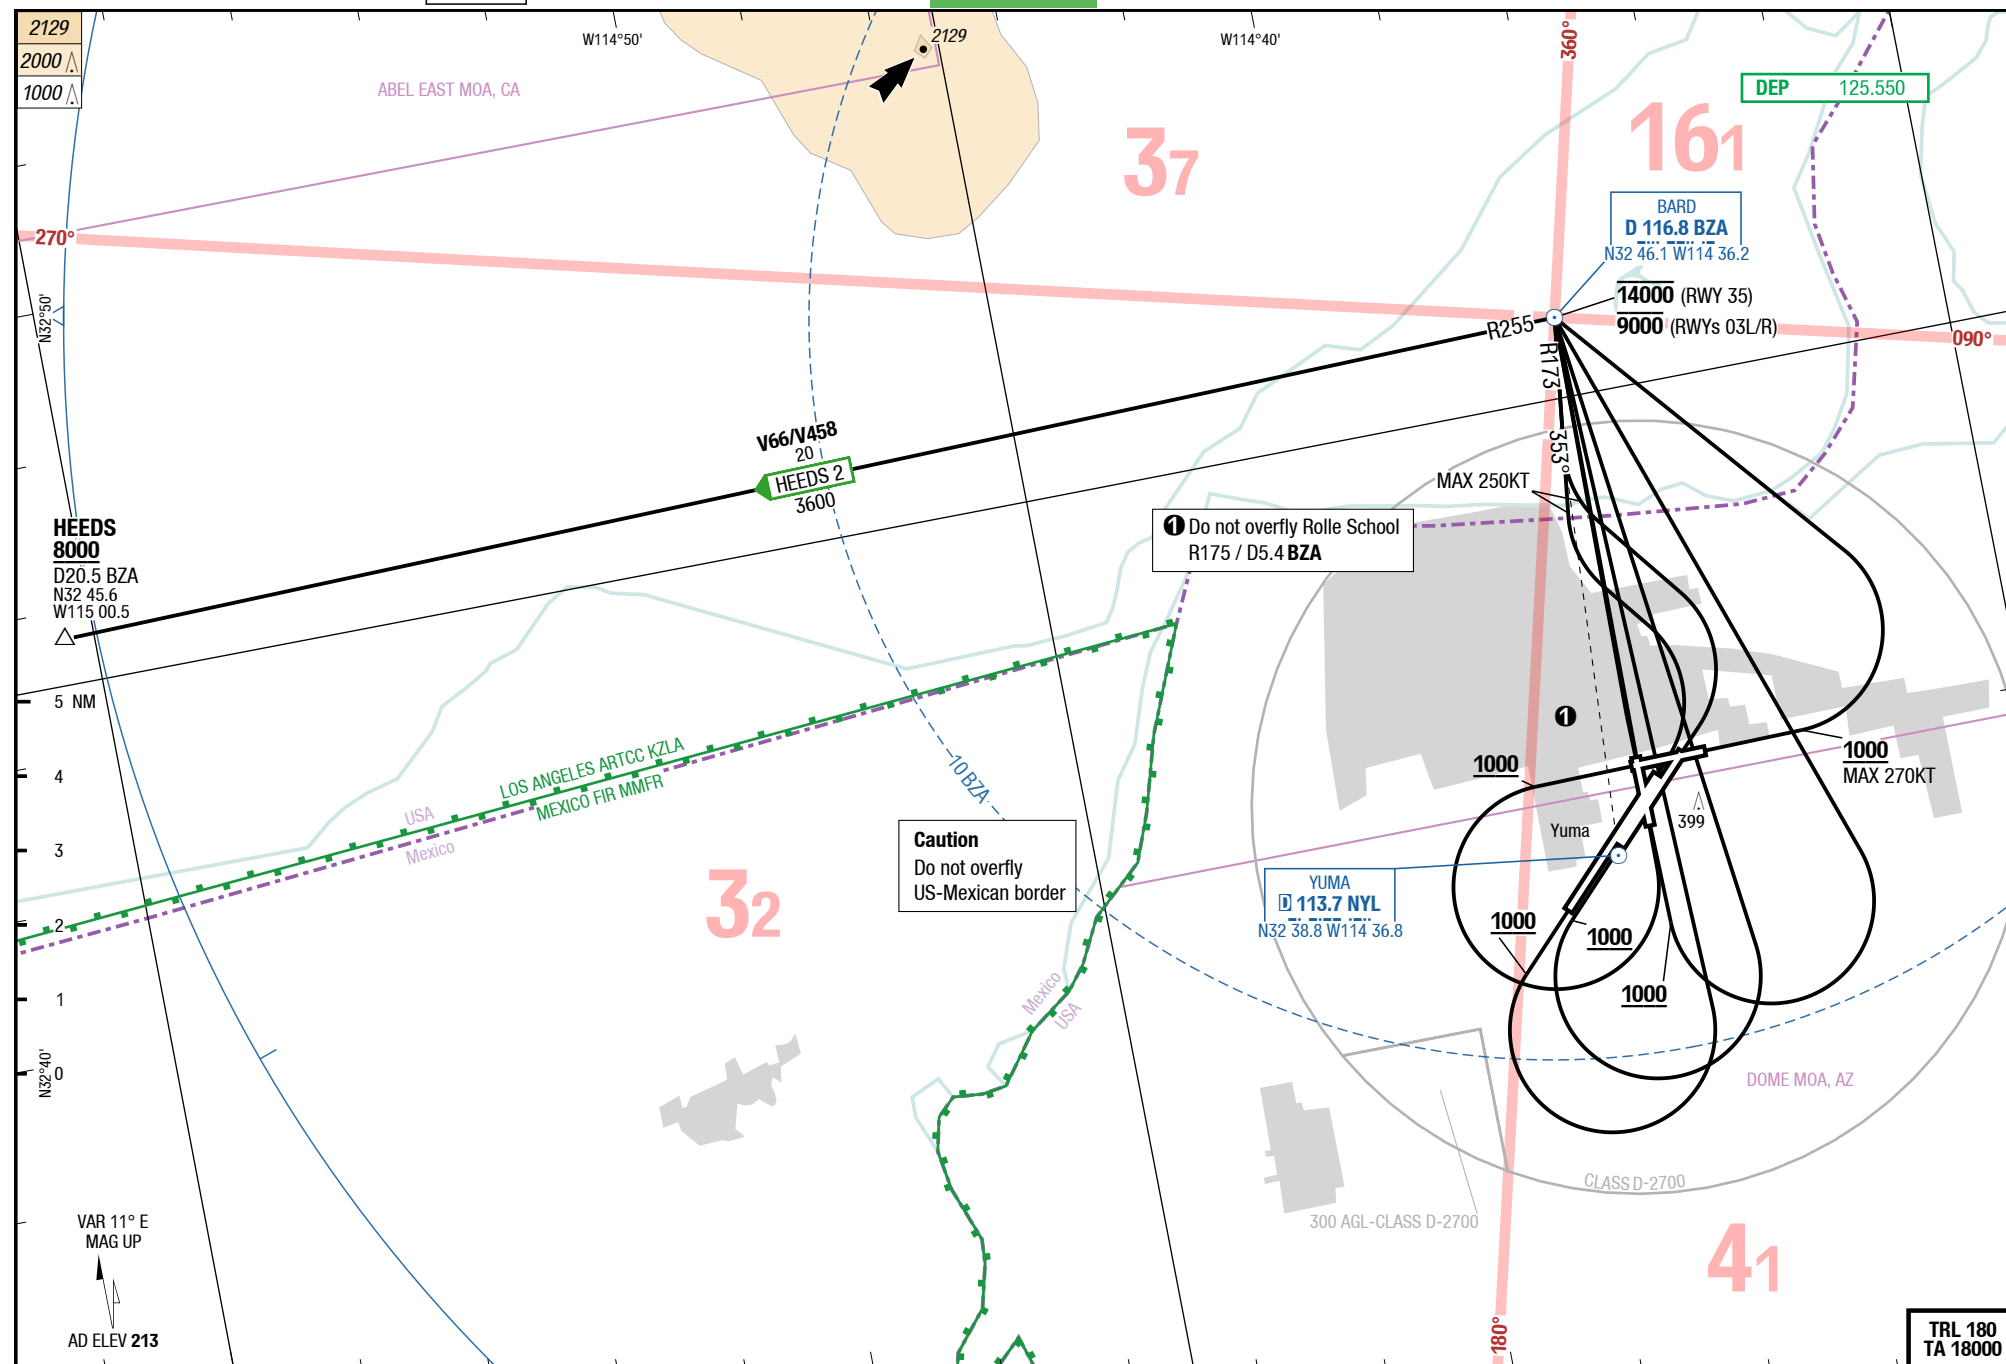 2129
2000
1000
W114°50'
2129
W114°40'
360°
ABEL EAST MOA, CA
DEP 125.550
37
161
BARD
D 116.8 BZA
N32 46.1 W114 36.2
270°
14000 (RWY 35)
9000 (RWYs 03L/R)
090°
N32°50'
R255
R173
353°
V66/V458
20
HEEDS 2
3600
MAX 250KT
HEEDS
8000
D20.5 BZA
N32 45.6
W115 00.5
1 Do not overfly Rolle School
R175 / D5.4 BZA
5 NM
4
3
2
1
0
LOS ANGELES ARTCC KZLA
MEXICO FIR MMFR
USA
Mexico
10 BZA
1
1000
1000
MAX 270KT
399
Yuma
Caution
Do not overfly
US-Mexican border
YUMA
D 113.7 NYL
N32 38.8 W114 36.8
32
1000
1000
1000
Mexico
USA
N32°40'
DOME MOA, AZ
CLASS D-2700
300 AGL-CLASS D-2700
41
VAR 11° E
MAG UP
AD ELEV 213
180°
TRL 180
TA 18000